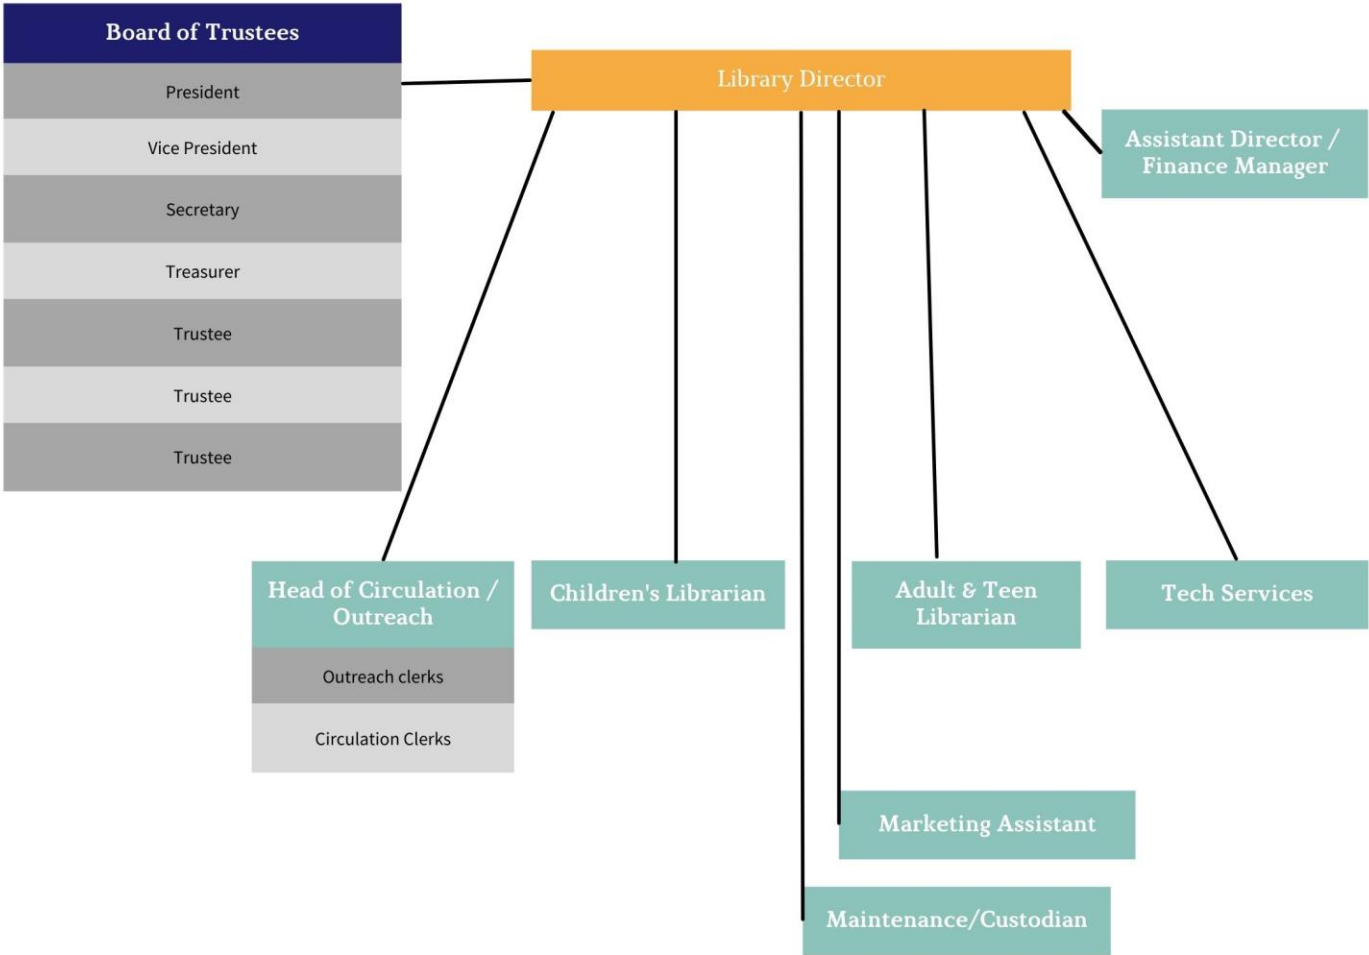 Board of Trustees
President
Vice President
Secretary
Treasurer
Trustee
Trustee
Trustee
Library Director
Assistant Director /
Finance Manager
Head of Circulation /
Outreach
Outreach clerks
Circulation Clerks
Children's Librarian
Adult & Teen
Librarian
Tech Services
Marketing Assistant
Maintenance/Custodian